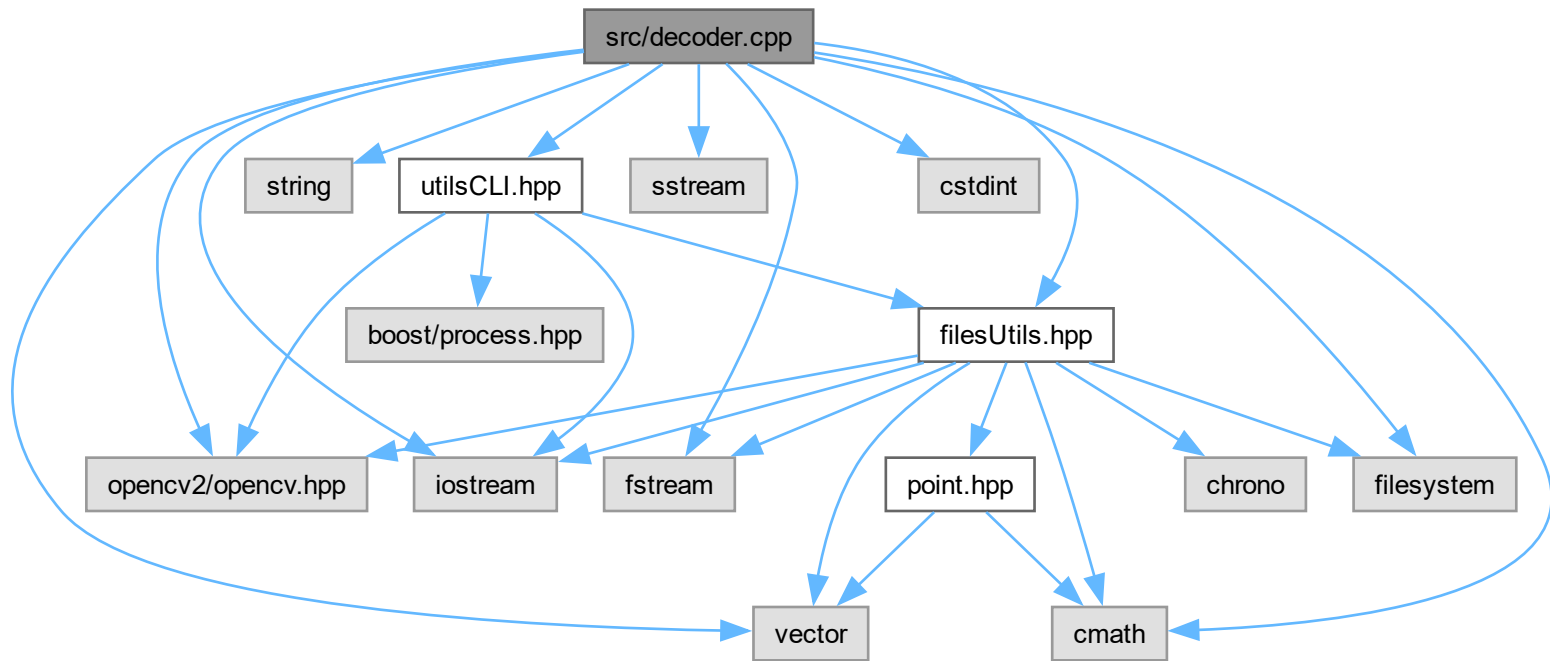 src/decoder.cpp
string
utilsCLI.hpp
sstream
cstdint
boost/process.hpp
filesUtils.hpp
opencv2/opencv.hpp
iostream
fstream
point.hpp
chrono
filesystem
vector
cmath